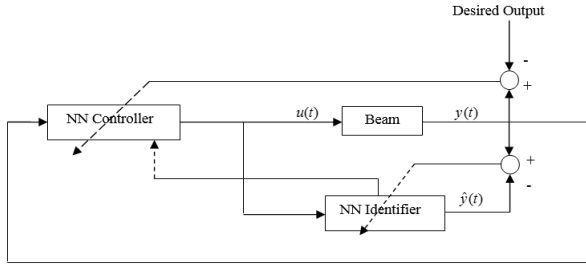 Desired Output
-
+
NN Controller
u(t)
Beam
y(t)
+
-
NN Identifier
ŷ(t)